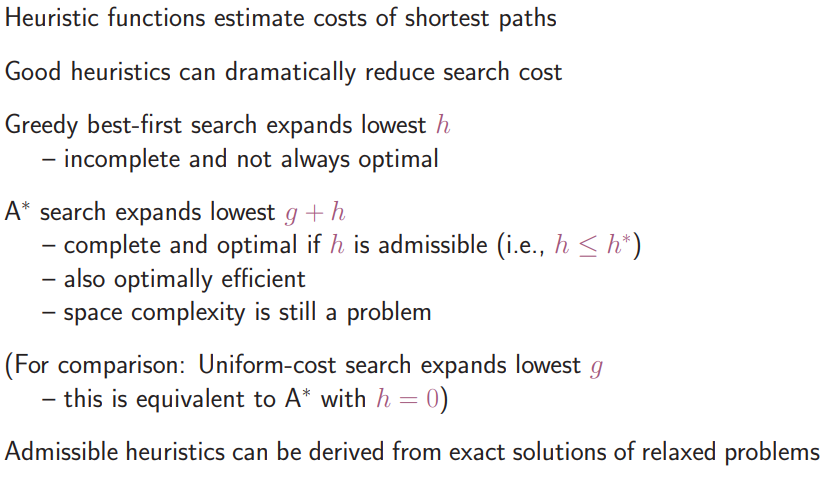 Heuristic functions estimate costs of shortest paths
Good heuristics can dramatically reduce search cost
Greedy best-first search expands lowest h
– incomplete and not always optimal
A* search expands lowest g + h
– complete and optimal if h is admissible (i.e., h ≤ h*)
– also optimally efficient
– space complexity is still a problem
(For comparison: Uniform-cost search expands lowest g
– this is equivalent to A* with h = 0)
Admissible heuristics can be derived from exact solutions of relaxed problems